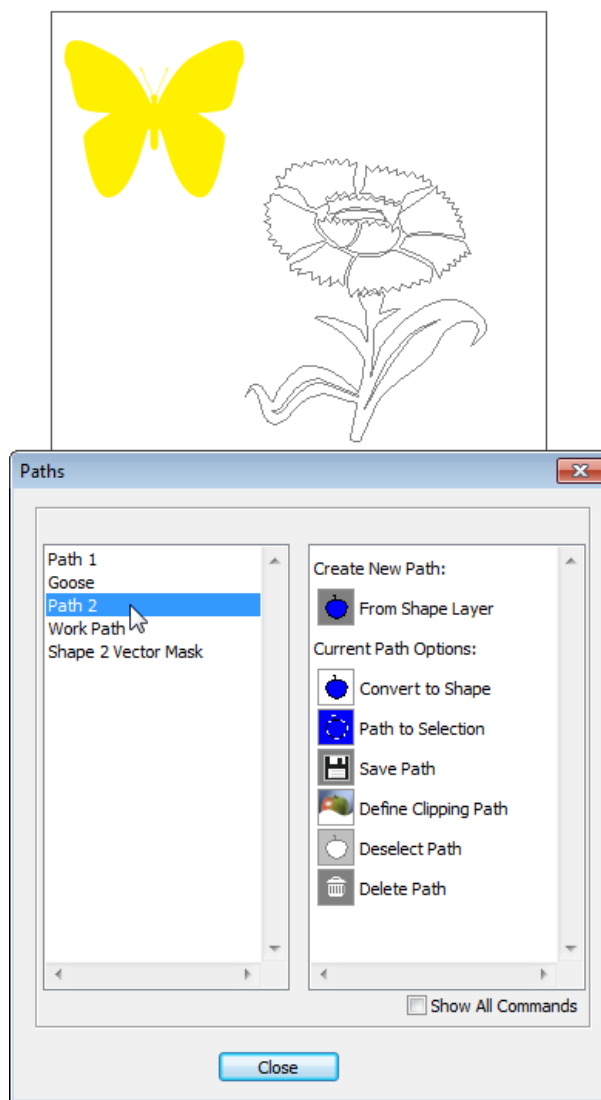 Paths
Path 1
Goose
Path 2
Work Path
Shape 2 Vector Mask
Create New Path:
From Shape Layer
Current Path Options:
Convert to Shape
Path to Selection
Save Path
Define Clipping Path
Deselect Path
Delete Path
Show All Commands
Close